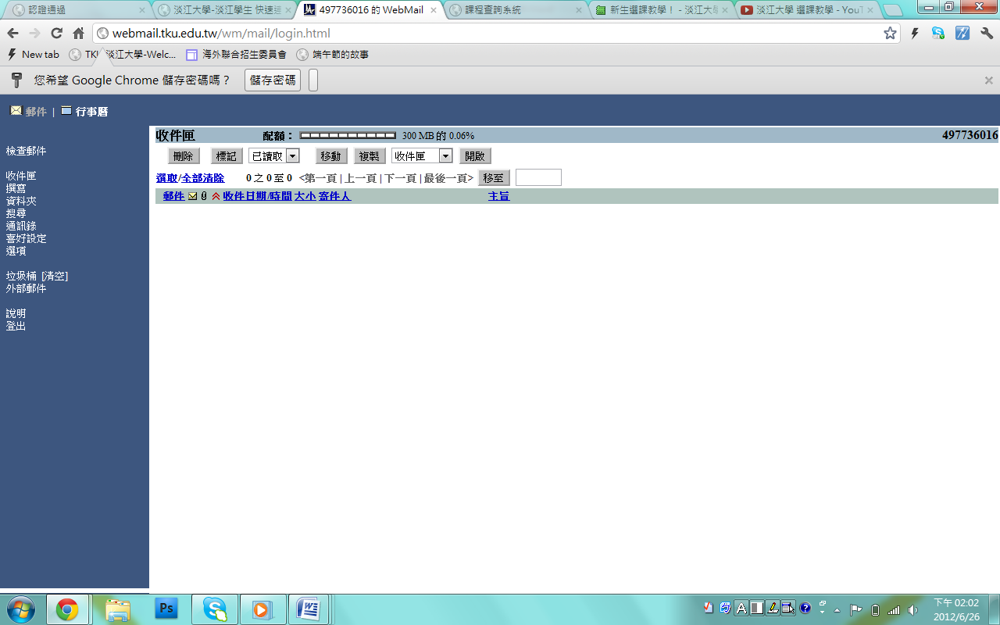 認證通過 淡江大學-淡江學生 快速連 497736016 的 WebMail 課程查詢系統 新生選課教學！ - 淡江大學 淡江大學 選課教學 - YouT
webmail.tku.edu.tw/wm/mail/login.html
New tab TKU 淡江大學-Welc... 海外聯合招生委員會 端午節的故事
您希望 Google Chrome 儲存密碼嗎？ 儲存密碼
郵件 | 行事曆
收件匣 配額： 300 MB 的 0.06% 497736016
刪除 標記 已讀取 移動 複製 收件匣 開啟
選取/全部清除 0 之 0 至 0 <第一頁 | 上一頁 | 下一頁 | 最後一頁> 移至
郵件 收件日期/時間 大小 寄件人 主旨
檢查郵件
收件匣
撰寫
資料夾
搜尋
通訊錄
喜好設定
選項
垃圾桶 [清空]
外部郵件
說明
登出
Ps
下午 02:02
2012/6/26